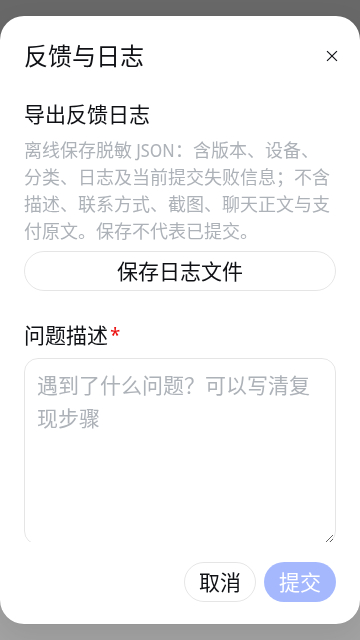 反馈与日志
导出反馈日志
离线保存脱敏 JSON：含版本、设备、
分类、日志及当前提交失败信息；不含
描述、联系方式、截图、聊天正文与支
付原文。保存不代表已提交。
保存日志文件
问题描述*
遇到了什么问题？可以写清复
现步骤
取消
提交